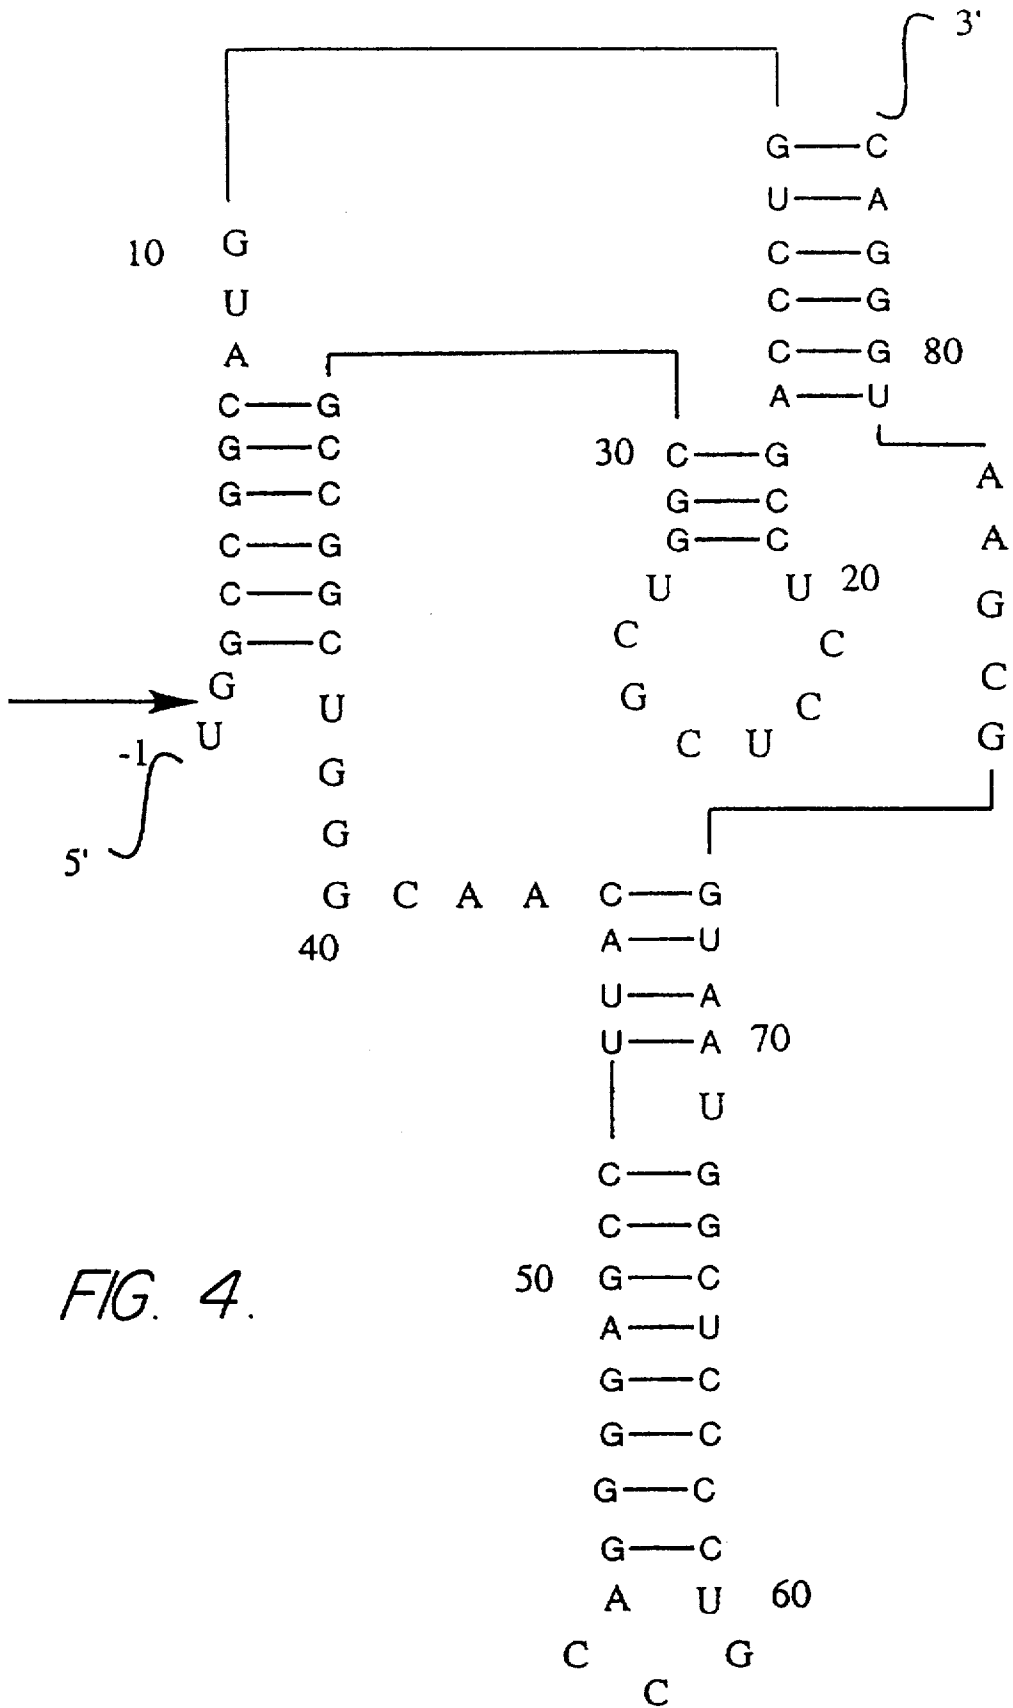 3'
G C
U A
10 G C G
U C G
A C G 80
C G A U
G C 30 C G
G C G C A
C G G C A
C G U U 20 G
G C C C
G U G C C
-1 U G C U G
5' G
G C A A C G
40 A U
U A
U A 70
U
C G
C G
FIG. 4. 50 G C
A U
G C
G C
G C
G C
A U 60
C G
C